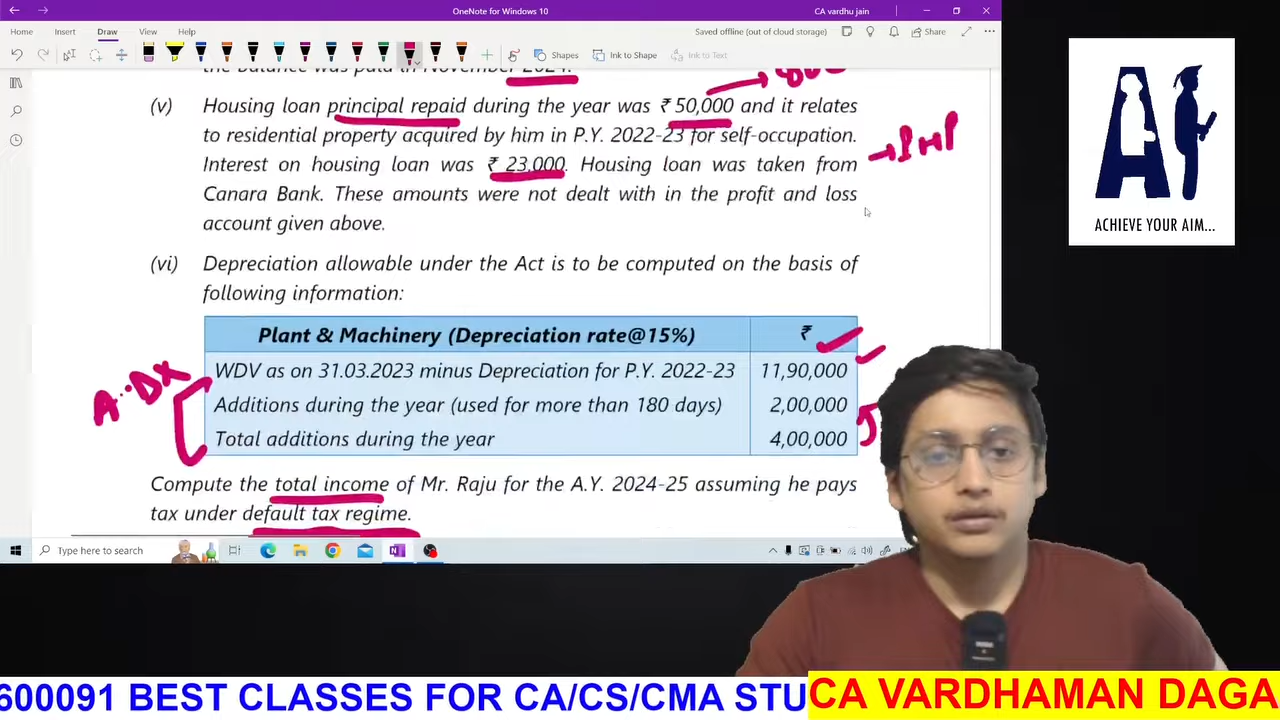 OneNote for Windows 10
CA vardhu jain
Home Insert Draw View Help
Saved offline (out of cloud storage)
Share
Shapes
Ink to Shape
Ink to Text
the balance was paid in November 2024.
(v) Housing loan principal repaid during the year was ₹ 50,000 and it relates
to residential property acquired by him in P.Y. 2022-23 for self-occupation.
Interest on housing loan was ₹ 23,000. Housing loan was taken from
Canara Bank. These amounts were not dealt with in the profit and loss
account given above.
→ IHP
(vi) Depreciation allowable under the Act is to be computed on the basis of
following information:
Plant & Machinery (Depreciation rate@15%) ₹
WDV as on 31.03.2023 minus Depreciation for P.Y. 2022-23 11,90,000
Additions during the year (used for more than 180 days) 2,00,000
Total additions during the year 4,00,000
Compute the total income of Mr. Raju for the A.Y. 2024-25 assuming he pays
tax under default tax regime.
Type here to search
AI
ACHIEVE YOUR AIM...
600091 BEST CLASSES FOR CA/CS/CMA STU
CA VARDHAMAN DAGA